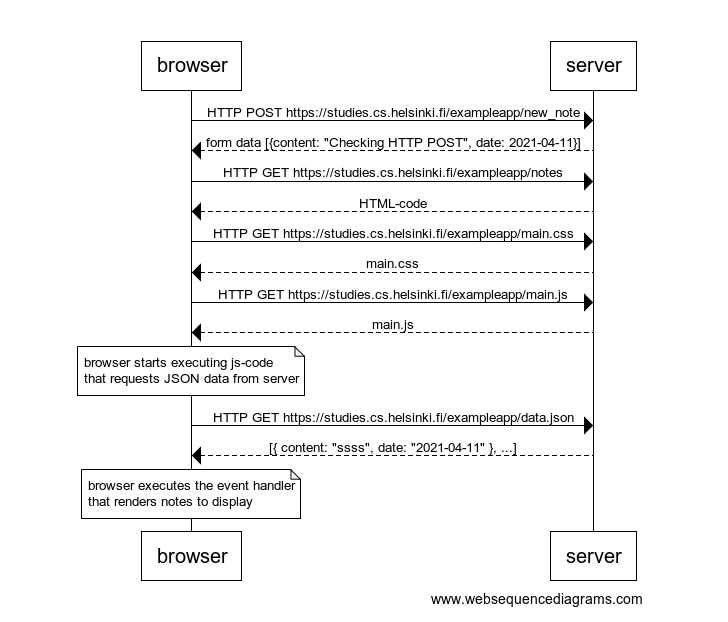 browser
server
HTTP POST https://studies.cs.helsinki.fi/exampleapp/new_note
form data [{content: "Checking HTTP POST", date: 2021-04-11}]
HTTP GET https://studies.cs.helsinki.fi/exampleapp/notes
HTML-code
HTTP GET https://studies.cs.helsinki.fi/exampleapp/main.css
main.css
HTTP GET https://studies.cs.helsinki.fi/exampleapp/main.js
main.js
browser starts executing js-code
that requests JSON data from server
HTTP GET https://studies.cs.helsinki.fi/exampleapp/data.json
[{ content: "ssss", date: "2021-04-11" }, ...]
browser executes the event handler
that renders notes to display
browser
server
www.websequencediagrams.com